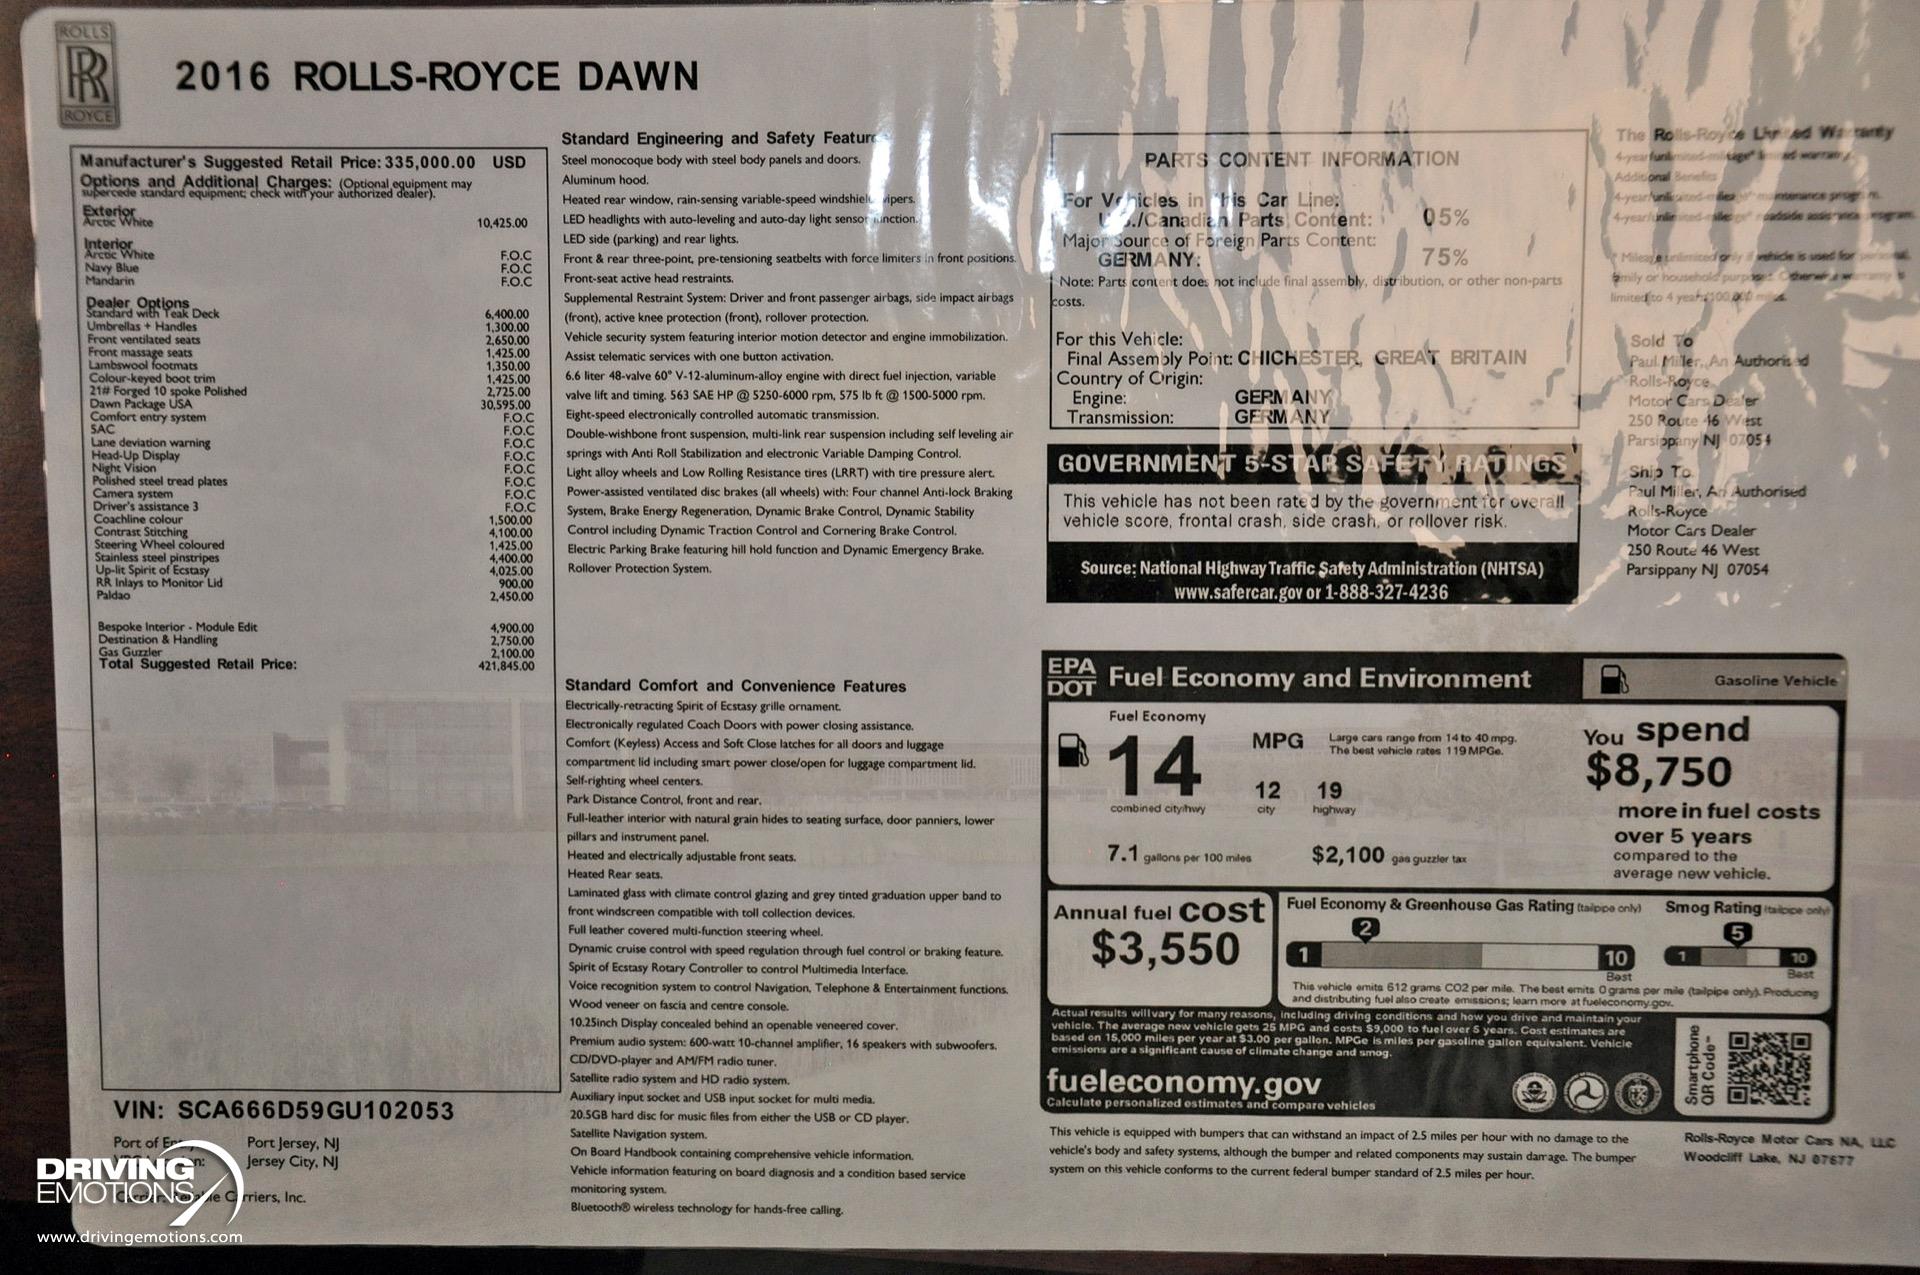 ROLLS
RR
ROYCE
2016 ROLLS-ROYCE DAWN
Manufacturer's Suggested Retail Price: 335,000.00 USD
Options and Additional Charges: (Optional equipment may
supercede standard equipment; check with your authorized dealer).
Exterior
Arctic White 10,425.00
Interior
Arctic White F.O.C
Navy Blue F.O.C
Mandarin F.O.C
Dealer Options
Standard with Teak Deck 6,400.00
Umbrellas + Handles 1,300.00
Front ventilated seats 2,650.00
Front massage seats 1,425.00
Lambswool footmats 1,350.00
Colour-keyed boot trim 1,425.00
21# Forged 10 spoke Polished 2,725.00
Dawn Package USA 30,595.00
Comfort entry system F.O.C
SAC F.O.C
Lane deviation warning F.O.C
Head-Up Display F.O.C
Night Vision F.O.C
Polished steel tread plates F.O.C
Camera system F.O.C
Driver's assistance 3 F.O.C
Coachline colour 1,500.00
Contrast Stitching 4,100.00
Steering Wheel coloured 1,425.00
Stainless steel pinstripes 4,400.00
Up-lit Spirit of Ecstasy 4,025.00
RR Inlays to Monitor Lid 900.00
Paldao 2,450.00
Bespoke Interior - Module Edit 4,900.00
Destination & Handling 2,750.00
Gas Guzzler 2,100.00
Total Suggested Retail Price: 421,845.00
VIN: SCA666D59GU102053
Port of Port Jersey, NJ
Jersey City, NJ
Carriers, Inc.
DRIVING
EMOTIONS
www.drivingemotions.com
Standard Engineering and Safety Features
Steel monocoque body with steel body panels and doors.
Aluminum hood.
Heated rear window, rain-sensing variable-speed windshield wipers.
LED headlights with auto-leveling and auto-day light sensor function.
LED side (parking) and rear lights.
Front & rear three-point, pre-tensioning seatbelts with force limiters in front positions.
Front-seat active head restraints.
Supplemental Restraint System: Driver and front passenger airbags, side impact airbags
(front), active knee protection (front), rollover protection.
Vehicle security system featuring interior motion detector and engine immobilization.
Assist telematic services with one button activation.
6.6 liter 48-valve 60° V-12-aluminum-alloy engine with direct fuel injection, variable
valve lift and timing. 563 SAE HP @ 5250-6000 rpm, 575 lb ft @ 1500-5000 rpm.
Eight-speed electronically controlled automatic transmission.
Double-wishbone front suspension, multi-link rear suspension including self leveling air
springs with Anti Roll Stabilization and electronic Variable Damping Control.
Light alloy wheels and Low Rolling Resistance tires (LRRT) with tire pressure alert.
Power-assisted ventilated disc brakes (all wheels) with: Four channel Anti-lock Braking
System, Brake Energy Regeneration, Dynamic Brake Control, Dynamic Stability
Control including Dynamic Traction Control and Cornering Brake Control.
Electric Parking Brake featuring hill hold function and Dynamic Emergency Brake.
Rollover Protection System.
Standard Comfort and Convenience Features
Electrically-retracting Spirit of Ecstasy grille ornament.
Electronically regulated Coach Doors with power closing assistance.
Comfort (Keyless) Access and Soft Close latches for all doors and luggage
compartment lid including smart power close/open for luggage compartment lid.
Self-righting wheel centers.
Park Distance Control, front and rear.
Full-leather interior with natural grain hides to seating surface, door panniers, lower
pillars and instrument panel.
Heated and electrically adjustable front seats.
Heated Rear seats.
Laminated glass with climate control glazing and grey tinted graduation upper band to
front windscreen compatible with toll collection devices.
Full leather covered multi-function steering wheel.
Dynamic cruise control with speed regulation through fuel control or braking feature.
Spirit of Ecstasy Rotary Controller to control Multimedia Interface.
Voice recognition system to control Navigation, Telephone & Entertainment functions.
Wood veneer on fascia and centre console.
10.25inch Display concealed behind an openable veneered cover.
Premium audio system: 600-watt 10-channel amplifier, 16 speakers with subwoofers.
CD/DVD-player and AM/FM radio tuner.
Satellite radio system and HD radio system.
Auxiliary input socket and USB input socket for multi media.
20.5GB hard disc for music files from either the USB or CD player.
Satellite Navigation system.
On Board Handbook containing comprehensive vehicle information.
Vehicle information featuring on board diagnosis and a condition based service
monitoring system.
Bluetooth® wireless technology for hands-free calling.
PARTS CONTENT INFORMATION
For Vehicles in this Car Line:
U.S./Canadian Parts Content: 05%
Major Source of Foreign Parts Content:
GERMANY: 75%
Note: Parts content does not include final assembly, distribution, or other non-parts
costs.
For this Vehicle:
Final Assembly Point: CHICHESTER, GREAT BRITAIN
Country of Origin:
Engine: GERMANY
Transmission: GERMANY
GOVERNMENT 5-STAR SAFETY RATINGS
This vehicle has not been rated by the government for overall
vehicle score, frontal crash, side crash, or rollover risk.
Source: National Highway Traffic Safety Administration (NHTSA)
www.safercar.gov or 1-888-327-4236
The Rolls-Royce Limited Warranty
4-year/unlimited-mileage* limited warranty.
Additional Benefits
4-year/unlimited-mileage* maintenance program.
4-year/unlimited-mileage* roadside assistance program.
* Mileage unlimited only if vehicle is used for personal,
family or household purposes. Otherwise warranty is
limited to 4 years/100,000 miles.
Sold To
Paul Miller, An Authorised
Rolls-Royce
Motor Cars Dealer
250 Route 46 West
Parsippany NJ 07054
Ship To
Paul Miller, An Authorised
Rolls-Royce
Motor Cars Dealer
250 Route 46 West
Parsippany NJ 07054
EPA
DOT
Fuel Economy and Environment
Gasoline Vehicle
Fuel Economy
14 MPG
Large cars range from 14 to 40 mpg.
The best vehicle rates 119 MPGe.
12 19
combined city/hwy city highway
7.1 gallons per 100 miles $2,100 gas guzzler tax
You spend
$8,750
more in fuel costs
over 5 years
compared to the
average new vehicle.
Annual fuel cost
$3,550
Fuel Economy & Greenhouse Gas Rating (tailpipe only)
2
1 10
Best
Smog Rating (tailpipe only)
5
1 10
Best
This vehicle emits 612 grams CO2 per mile. The best emits 0 grams per mile (tailpipe only). Producing
and distributing fuel also create emissions; learn more at fueleconomy.gov.
Actual results will vary for many reasons, including driving conditions and how you drive and maintain your
vehicle. The average new vehicle gets 25 MPG and costs $9,000 to fuel over 5 years. Cost estimates are
based on 15,000 miles per year at $3.00 per gallon. MPGe is miles per gasoline gallon equivalent. Vehicle
emissions are a significant cause of climate change and smog.
fueleconomy.gov
Calculate personalized estimates and compare vehicles
Smartphone
QR Code™
This vehicle is equipped with bumpers that can withstand an impact of 2.5 miles per hour with no damage to the
vehicle's body and safety systems, although the bumper and related components may sustain damage. The bumper
system on this vehicle conforms to the current federal bumper standard of 2.5 miles per hour.
Rolls-Royce Motor Cars NA, LLC
Woodcliff Lake, NJ 07677